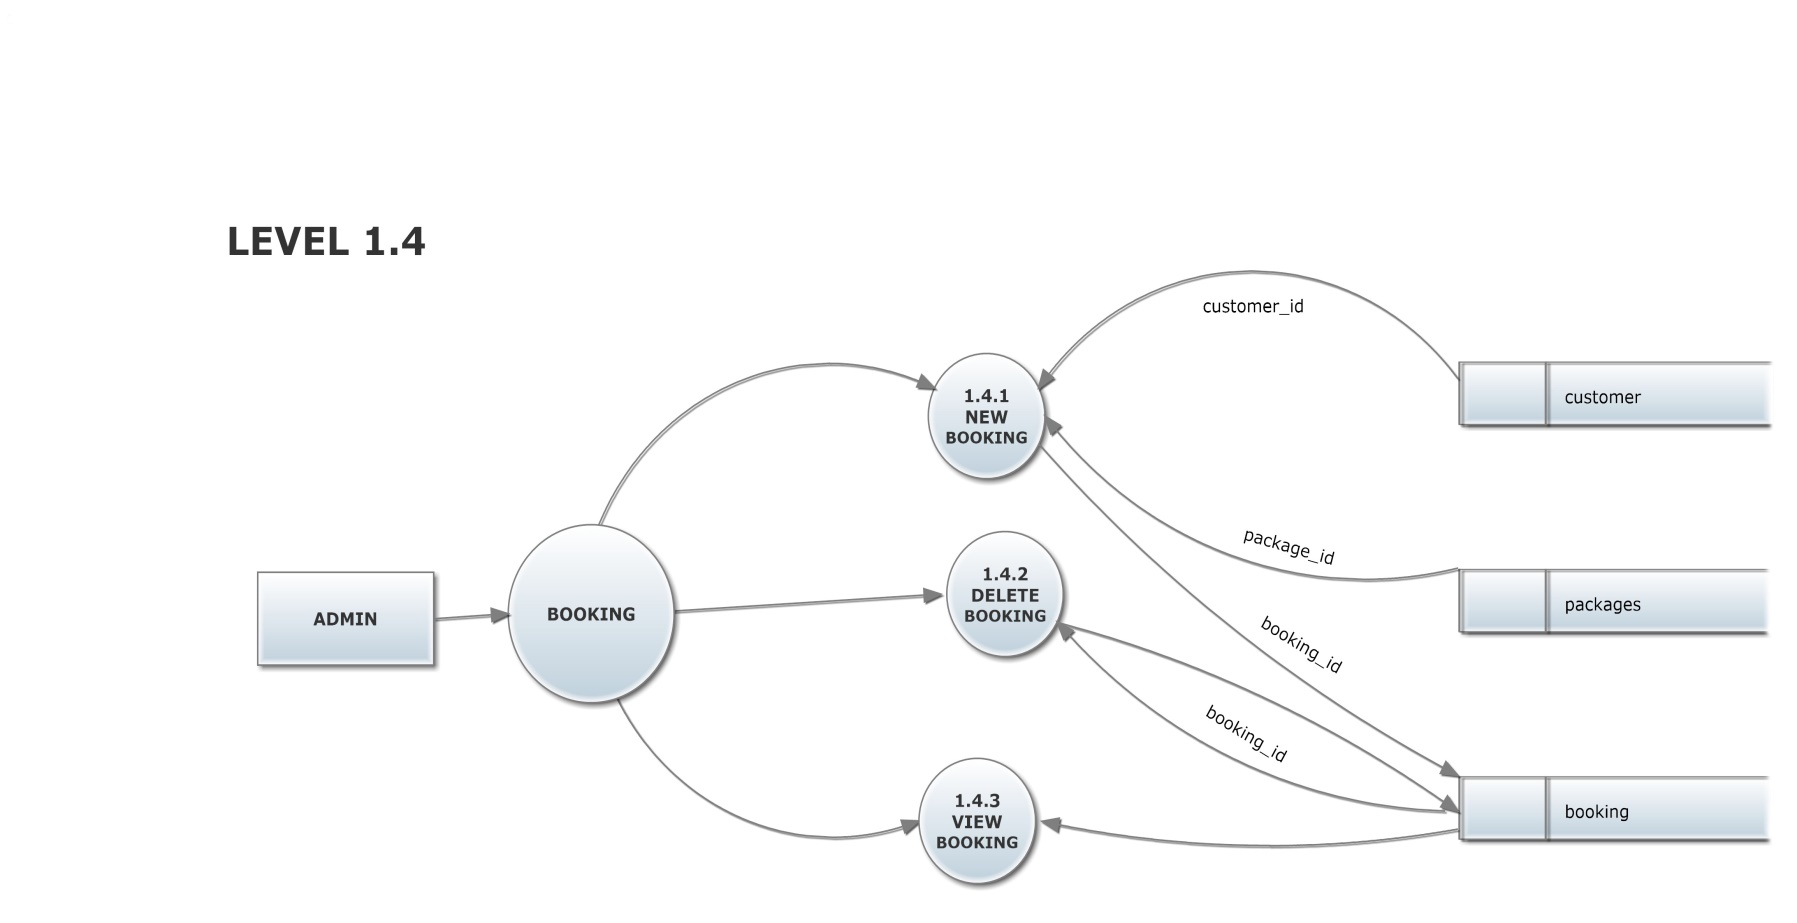 LEVEL 1.4
customer_id
1.4.1
NEW
BOOKING
customer
package_id
1.4.2
DELETE
BOOKING
packages
ADMIN
BOOKING
booking_id
booking_id
1.4.3
VIEW
BOOKING
booking